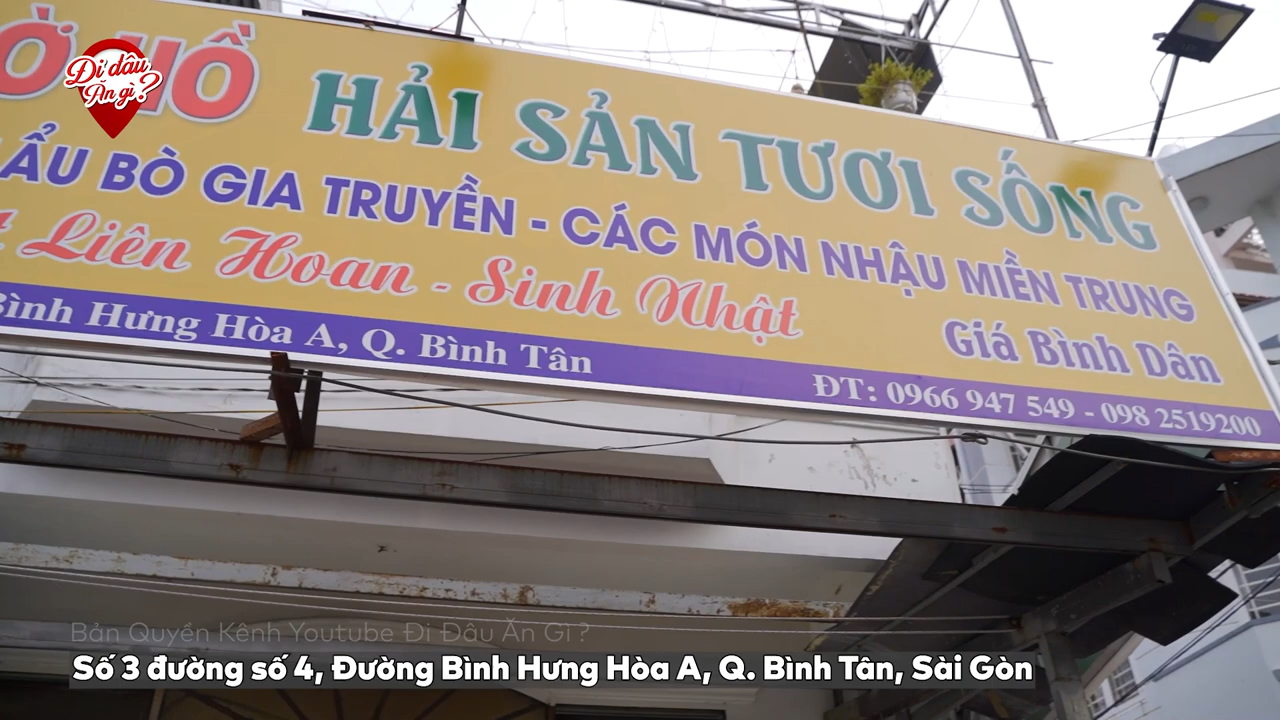 Đi đâu
Ăn gì?
HỒ HẢI SẢN TƯƠI SỐNG
LẨU BÒ GIA TRUYỀN - CÁC MÓN NHẬU MIỀN TRUNG
Liên Hoan - Sinh Nhật
Giá Bình Dân
Bình Hưng Hòa A, Q. Bình Tân
ĐT: 0966 947 549 - 098 2519200
Bản Quyền Kênh Youtube Đi Đâu Ăn Gì ?
Số 3 đường số 4, Đường Bình Hưng Hòa A, Q. Bình Tân, Sài Gòn